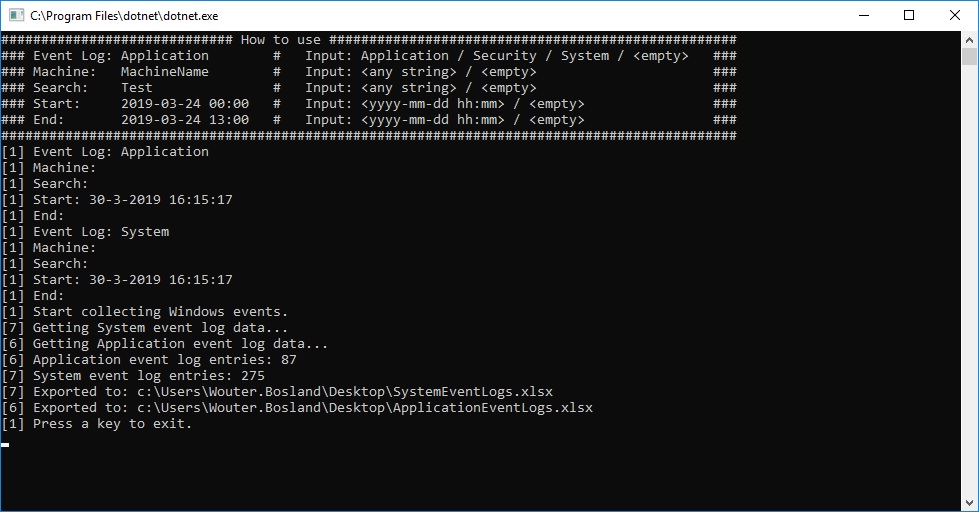 C:\Program Files\dotnet\dotnet.exe
############################# How to use ###################################################
### Event Log: Application        #   Input: Application / Security / System / <empty>   ###
### Machine:   MachineName        #   Input: <any string> / <empty>                      ###
### Search:    Test               #   Input: <any string> / <empty>                      ###
### Start:     2019-03-24 00:00   #   Input: <yyyy-mm-dd hh:mm> / <empty>                ###
### End:       2019-03-24 13:00   #   Input: <yyyy-mm-dd hh:mm> / <empty>                ###
############################################################################################
[1] Event Log: Application
[1] Machine:
[1] Search:
[1] Start: 30-3-2019 16:15:17
[1] End:
[1] Event Log: System
[1] Machine:
[1] Search:
[1] Start: 30-3-2019 16:15:17
[1] End:
[1] Start collecting Windows events.
[7] Getting System event log data...
[6] Getting Application event log data...
[6] Application event log entries: 87
[7] System event log entries: 275
[7] Exported to: c:\Users\Wouter.Bosland\Desktop\SystemEventLogs.xlsx
[6] Exported to: c:\Users\Wouter.Bosland\Desktop\ApplicationEventLogs.xlsx
[1] Press a key to exit.